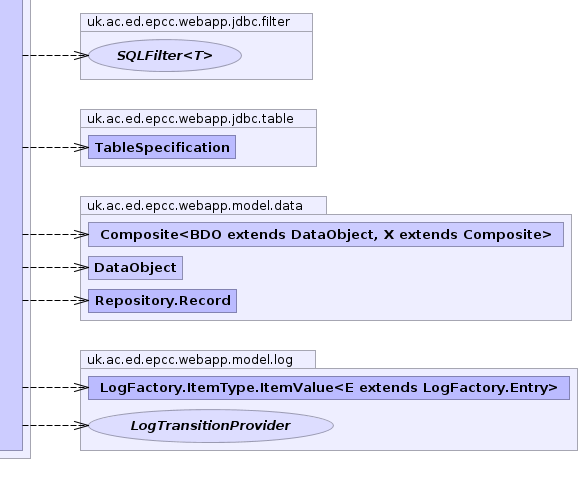 uk.ac.ed.epcc.webapp.jdbc.filter
SQLFilter<T>
uk.ac.ed.epcc.webapp.jdbc.table
TableSpecification
uk.ac.ed.epcc.webapp.model.data
Composite<BDO extends DataObject, X extends Composite>
DataObject
Repository.Record
uk.ac.ed.epcc.webapp.model.log
LogFactory.ItemType.ItemValue<E extends LogFactory.Entry>
LogTransitionProvider